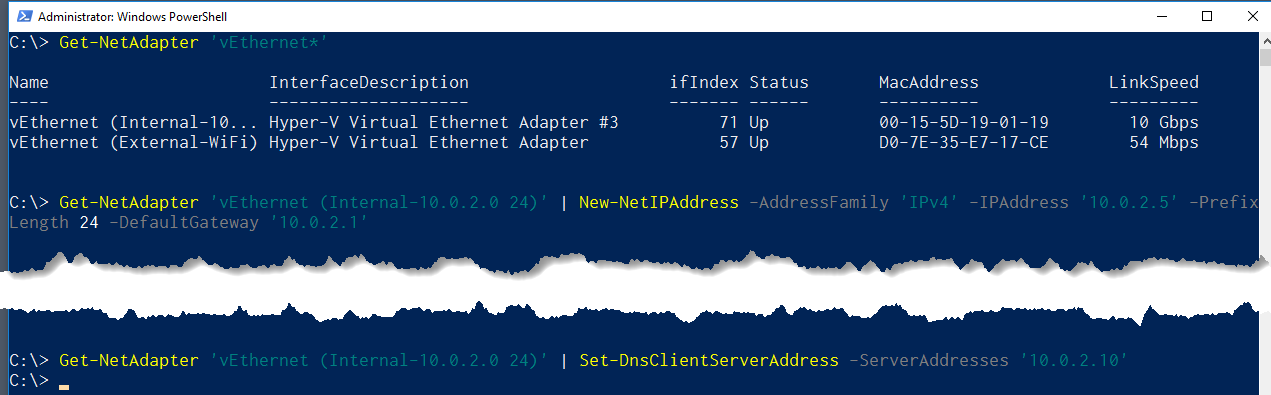 Administrator: Windows PowerShell
C:\> Get-NetAdapter 'vEthernet*'
Name InterfaceDescription ifIndex Status MacAddress LinkSpeed
---- -------------------- ------- ------ ---------- ---------
vEthernet (Internal-10... Hyper-V Virtual Ethernet Adapter #3 71 Up 00-15-5D-19-01-19 10 Gbps
vEthernet (External-WiFi) Hyper-V Virtual Ethernet Adapter 57 Up D0-7E-35-E7-17-CE 54 Mbps
C:\> Get-NetAdapter 'vEthernet (Internal-10.0.2.0 24)' | New-NetIPAddress -AddressFamily 'IPv4' -IPAddress '10.0.2.5' -Prefix
Length 24 -DefaultGateway '10.0.2.1'
C:\> Get-NetAdapter 'vEthernet (Internal-10.0.2.0 24)' | Set-DnsClientServerAddress -ServerAddresses '10.0.2.10'
C:\>